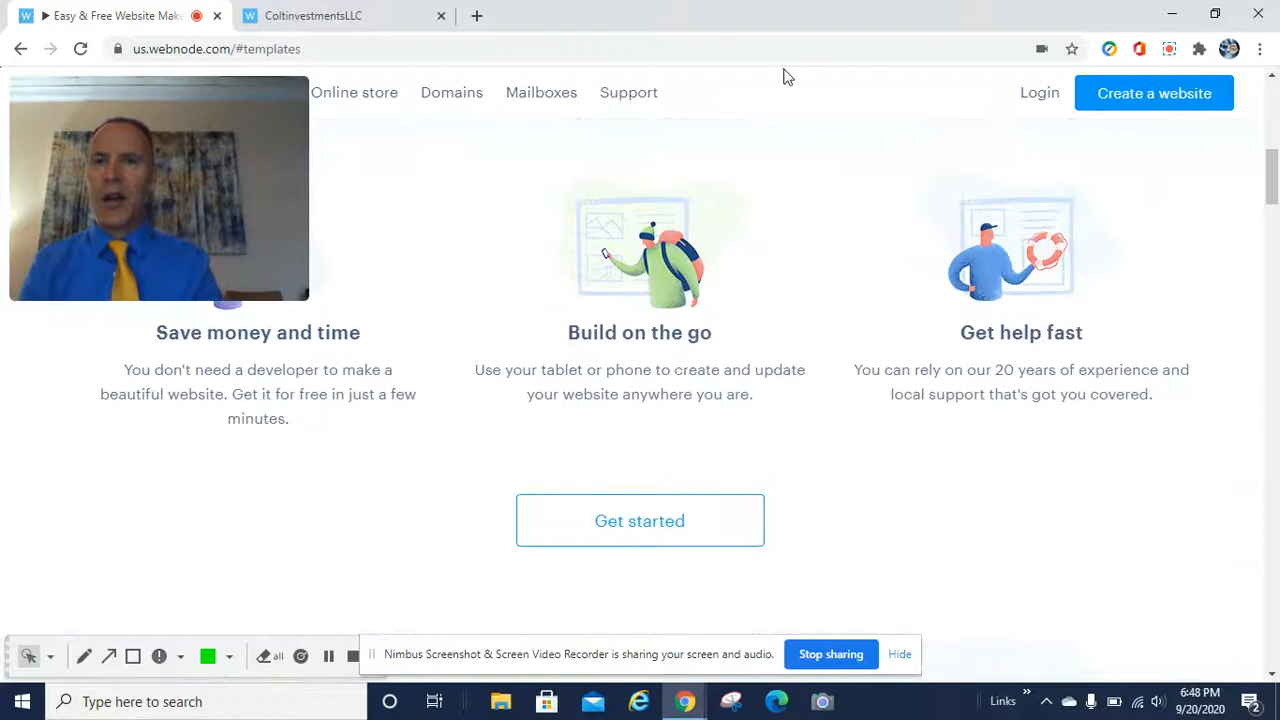 Easy & Free Website Make
ColtinvestmentsLLC
us.webnode.com/#templates
Online store
Domains
Mailboxes
Support
Login
Create a website
Save money and time
You don't need a developer to make a
beautiful website. Get it for free in just a few
minutes.
Build on the go
Use your tablet or phone to create and update
your website anywhere you are.
Get help fast
You can rely on our 20 years of experience and
local support that's got you covered.
Get started
all
Nimbus Screenshot & Screen Video Recorder is sharing your screen and audio.
Stop sharing
Hide
Type here to search
Links
6:48 PM
9/20/2020
2